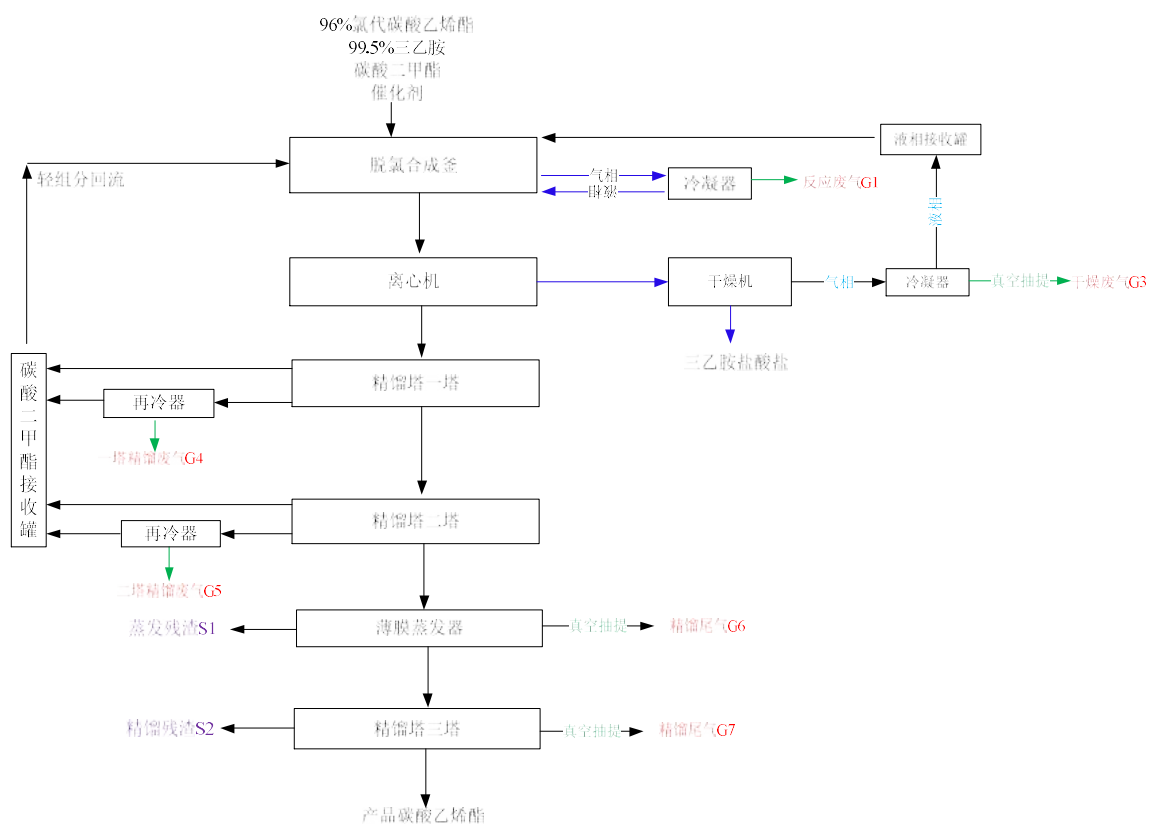 96%氯代碳酸乙烯酯
99.5%三乙胺
碳酸二甲酯
催化剂
脱氯合成釜
液相接收罐
轻组分回流
气相
液相
冷凝器
反应废气G1
液相
离心机
干燥机
气相
冷凝器
真空抽提
干燥废气G3
三乙胺盐酸盐
碳酸二甲酯接收罐
精馏塔一塔
再冷器
一塔精馏废气G4
精馏塔二塔
再冷器
二塔精馏废气G5
蒸发残渣S1
薄膜蒸发器
真空抽提
精馏尾气G6
精馏残渣S2
精馏塔三塔
真空抽提
精馏尾气G7
产品碳酸乙烯酯